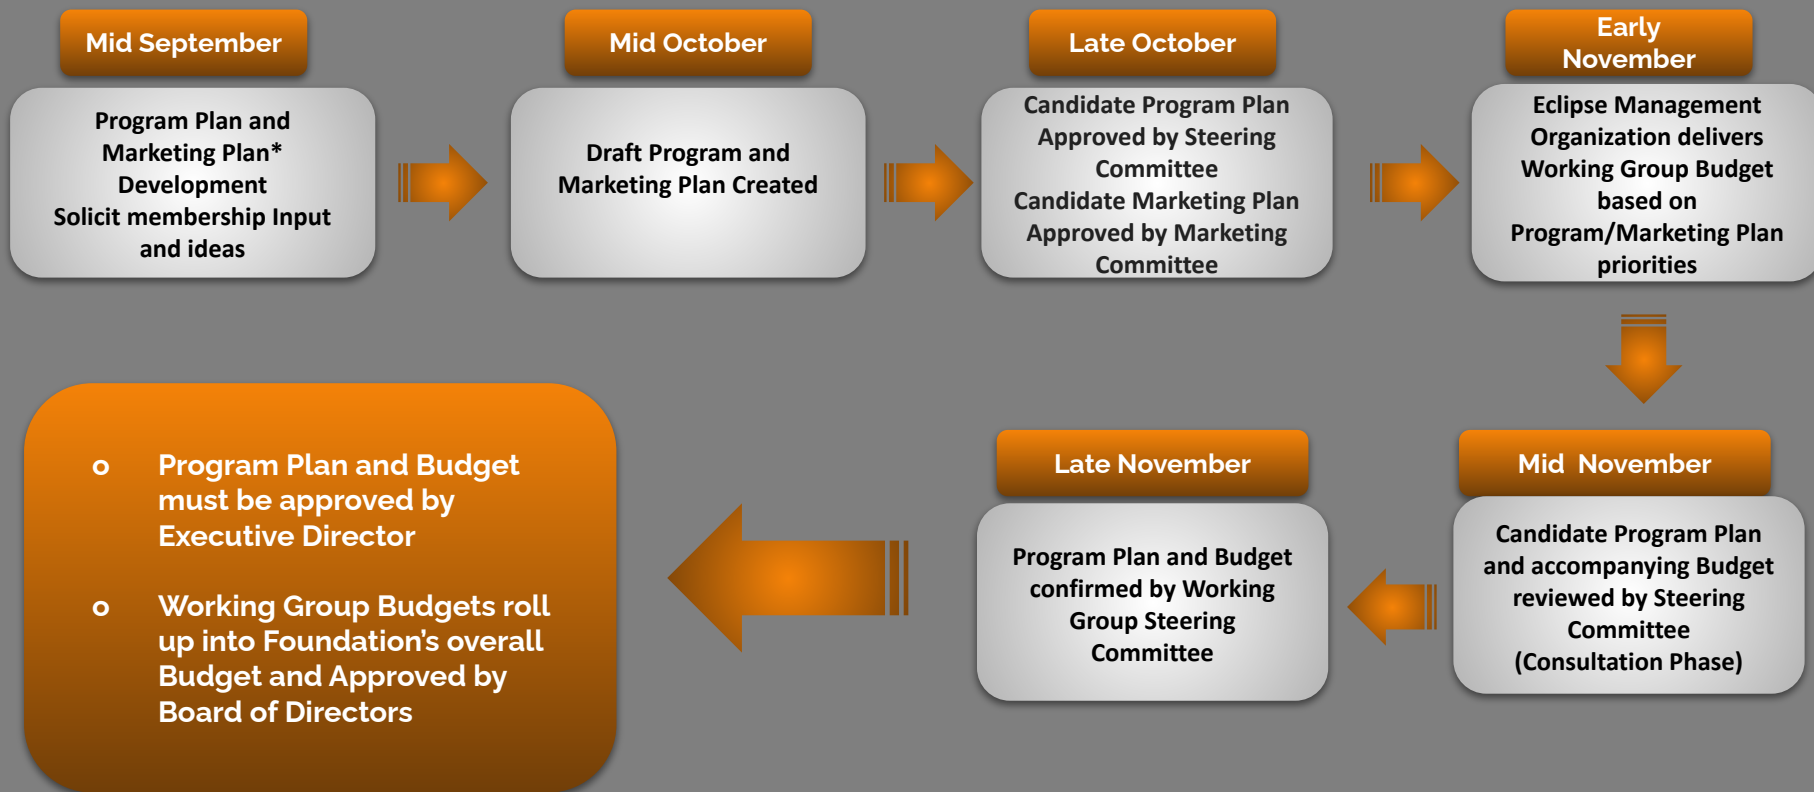 Mid September
Program Plan and
Marketing Plan*
Development
Solicit membership Input
and ideas
Mid October
Draft Program and
Marketing Plan Created
Late October
Candidate Program Plan
Approved by Steering
Committee
Candidate Marketing Plan
Approved by Marketing
Committee
Early
November
Eclipse Management
Organization delivers
Working Group Budget
based on
Program/Marketing Plan
priorities
Mid  November
Candidate Program Plan
and accompanying Budget
reviewed by Steering
Committee
(Consultation Phase)
Late November
Program Plan and Budget
confirmed by Working
Group Steering
Committee
o Program Plan and Budget
must be approved by
Executive Director
o Working Group Budgets roll
up into Foundation’s overall
Budget and Approved by
Board of Directors